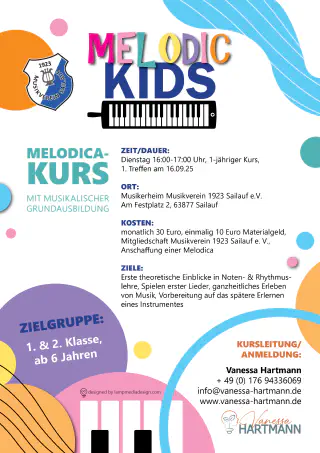 1923
MELODIC
KIDS
MELODICA-
KURS
MIT MUSIKALISCHER
GRUNDAUSBILDUNG
ZEIT/DAUER:
Dienstag 16:00-17:00 Uhr, 1-jähriger Kurs,
1. Treffen am 16.09.25
ORT:
Musikerheim Musikverein 1923 Sailauf e.V.
Am Festplatz 2, 63877 Sailauf
KOSTEN:
monatlich 30 Euro, einmalig 10 Euro Materialgeld,
Mitgliedschaft Musikverein 1923 Sailauf e. V.,
Anschaffung einer Melodica
ZIELE:
Erste theoretische Einblicke in Noten- & Rhythmus-
lehre, Spielen erster Lieder, ganzheitliches Erleben
von Musik, Vorbereitung auf das spätere Erlernen
eines Instrumentes
ZIELGRUPPE:
1. & 2. Klasse,
ab 6 Jahren
KURSLEITUNG/
ANMELDUNG:
Vanessa Hartmann
+ 49 (0) 176 94336069
info@vanessa-hartmann.de
www.vanessa-hartmann.de
Vanessa
HARTMANN